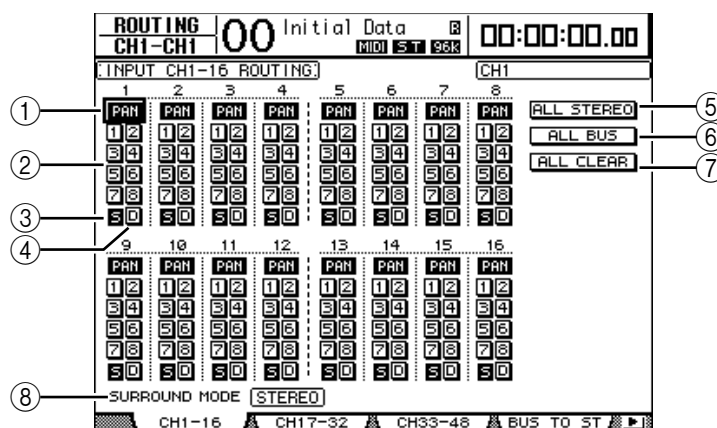 ROUTING
CH1-CH1
00
Initial Data
MIDI ST 96k
00:00:00.00
INPUT CH1-16 ROUTING
CH1
1 2 3 4 5 6 7 8
① PAN PAN PAN PAN PAN PAN PAN PAN ALL STEREO ⑤
1 2 1 2 1 2 1 2 1 2 1 2 1 2 1 2 ALL BUS ⑥
② 3 4 3 4 3 4 3 4 3 4 3 4 3 4 3 4 ALL CLEAR ⑦
5 6 5 6 5 6 5 6 5 6 5 6 5 6 5 6
7 8 7 8 7 8 7 8 7 8 7 8 7 8 7 8
③ S D S D S D S D S D S D S D S D
④
9 10 11 12 13 14 15 16
PAN PAN PAN PAN PAN PAN PAN PAN
1 2 1 2 1 2 1 2 1 2 1 2 1 2 1 2
3 4 3 4 3 4 3 4 3 4 3 4 3 4 3 4
5 6 5 6 5 6 5 6 5 6 5 6 5 6 5 6
7 8 7 8 7 8 7 8 7 8 7 8 7 8 7 8
S D S D S D S D S D S D S D S D
⑧ SURROUND MODE STEREO
CH1-16 CH17-32 CH33-48 BUS TO ST